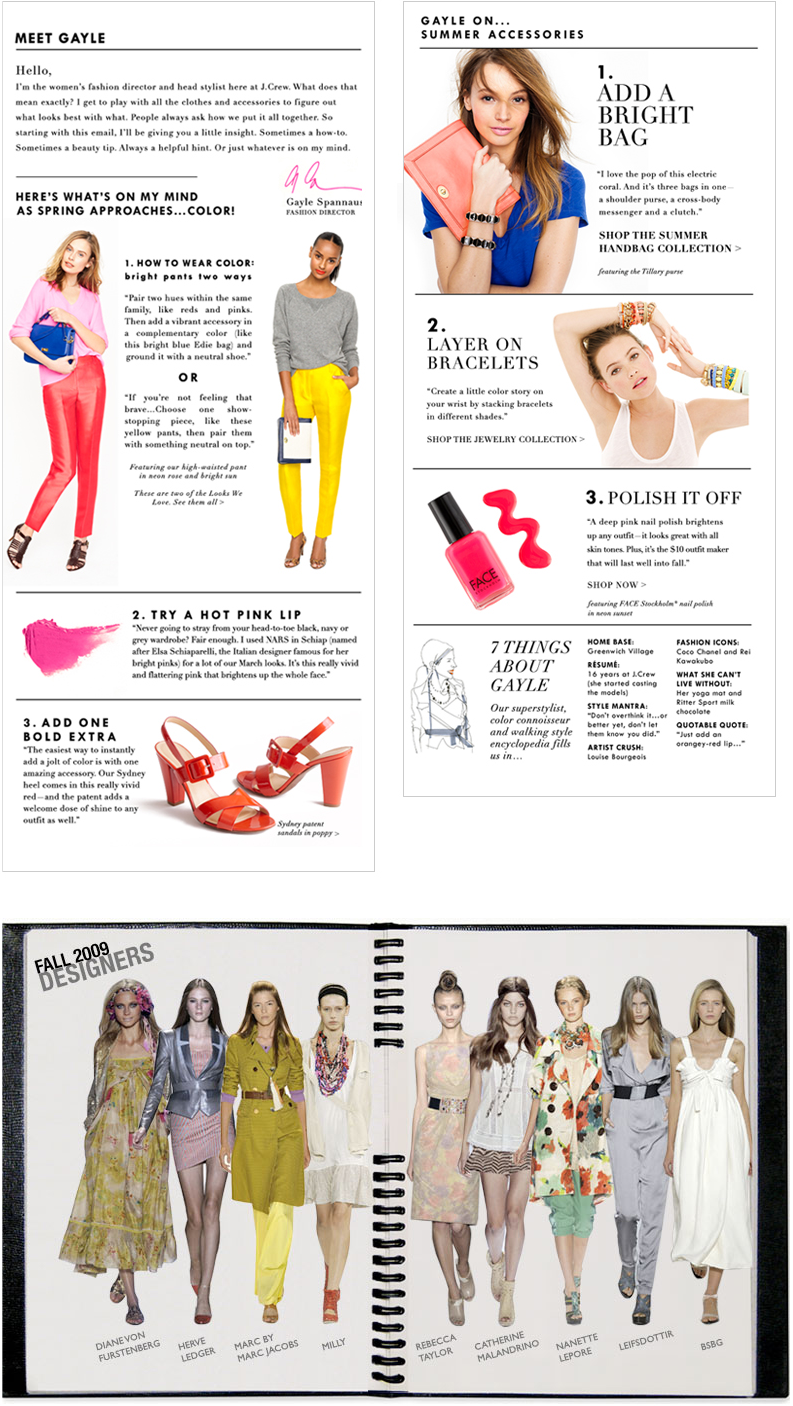 MEET GAYLE
Hello,
I'm the women's fashion director and head stylist here at J.Crew. What does that
mean exactly? I get to play with all the clothes and accessories to figure out
what looks best with what. People always ask how we put it all together. So
starting with this email, I'll be giving you a little insight. Sometimes a how-to.
Sometimes a beauty tip. Always a helpful hint. Or just whatever is on my mind.
Gayle Spannaus
FASHION DIRECTOR
HERE'S WHAT'S ON MY MIND
AS SPRING APPROACHES...COLOR!
1. HOW TO WEAR COLOR:
bright pants two ways
"Pair two hues within the same
family, like reds and pinks.
Then add a vibrant accessory in
a complementary color (like
this bright blue Edie bag) and
ground it with a neutral shoe."
OR
"If you're not feeling that
brave...Choose one show-
stopping piece, like these
yellow pants, then pair them
with something neutral on top."
Featuring our high-waisted pant
in neon rose and bright sun
These are two of the Looks We
Love. See them all >
2. TRY A HOT PINK LIP
"Never going to stray from your head-to-toe black, navy or
grey wardrobe? Fair enough. I used NARS in Schiap (named
after Elsa Schiaparelli, the Italian designer famous for her
bright pinks) for a lot of our March looks. It's this really vivid
and flattering pink that brightens up the whole face."
3. ADD ONE
BOLD EXTRA
"The easiest way to instantly
add a jolt of color is with one
amazing accessory. Our Sydney
heel comes in this really vivid
red—and the patent adds a
welcome dose of shine to any
outfit as well."
Sydney patent
sandals in poppy >
GAYLE ON...
SUMMER ACCESSORIES
1.
ADD A
BRIGHT
BAG
"I love the pop of this electric
coral. And it's three bags in one—
a shoulder purse, a cross-body
messenger and a clutch."
SHOP THE SUMMER
HANDBAG COLLECTION >
featuring the Tillary purse
2.
LAYER ON
BRACELETS
"Create a little color story on
your wrist by stacking bracelets
in different shades."
SHOP THE JEWELRY COLLECTION >
3. POLISH IT OFF
"A deep pink nail polish brightens
up any outfit—it looks great with all
skin tones. Plus, it's the $10 outfit maker
that will last well into fall."
SHOP NOW >
featuring FACE Stockholm* nail polish
in neon sunset
FACE
STOCKHOLM
7 THINGS
ABOUT
GAYLE
Our superstylist,
color connoisseur
and walking style
encyclopedia fills
us in...
HOME BASE:
Greenwich Village
RÉSUMÉ:
16 years at J.Crew
(she started casting
the models)
STYLE MANTRA:
"Don't overthink it...or
better yet, don't let
them know you did."
ARTIST CRUSH:
Louise Bourgeois
FASHION ICONS:
Coco Chanel and Rei
Kawakubo
WHAT SHE CAN'T
LIVE WITHOUT:
Her yoga mat and
Ritter Sport milk
chocolate
QUOTABLE QUOTE:
"Just add an
orangey-red lip..."
FALL 2009
DESIGNERS
DIANE VON
FURSTENBERG
HERVE
LEDGER
MARC BY
MARC JACOBS
MILLY
REBECCA
TAYLOR
CATHERINE
MALANDRINO
NANETTE
LEPORE
LEIFSDOTTIR
BSBG